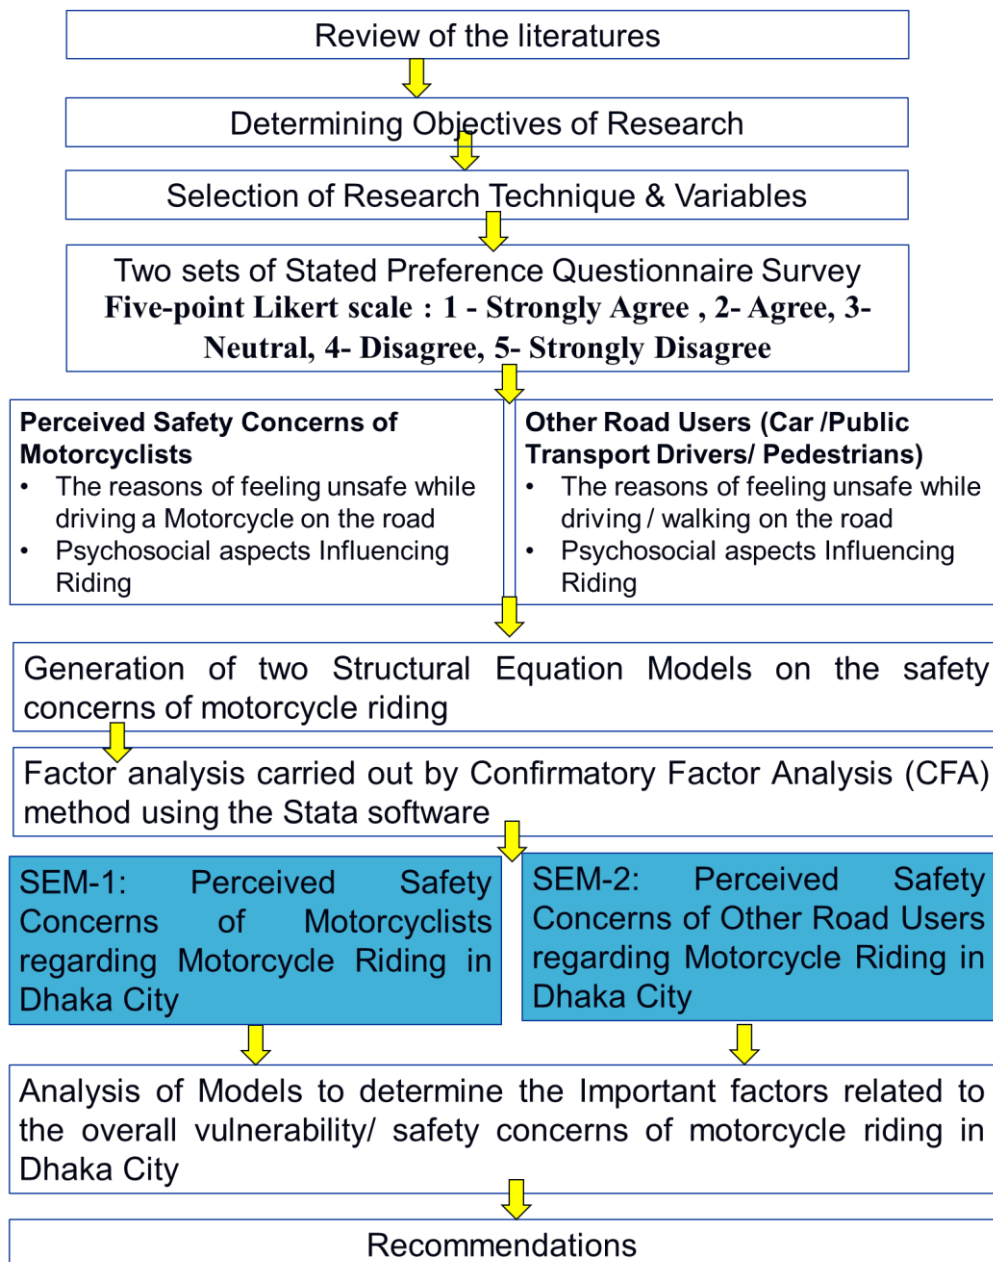 Review of the literatures
Determining Objectives of Research
Selection of Research Technique & Variables
Two sets of Stated Preference Questionnaire Survey
Five-point Likert scale : 1 - Strongly Agree , 2- Agree, 3-
Neutral, 4- Disagree, 5- Strongly Disagree
Perceived Safety Concerns of
Motorcyclists
• The reasons of feeling unsafe while
driving a Motorcycle on the road
• Psychosocial aspects Influencing
Riding
Other Road Users (Car /Public
Transport Drivers/ Pedestrians)
• The reasons of feeling unsafe while
driving / walking on the road
• Psychosocial aspects Influencing
Riding
Generation of two Structural Equation Models on the safety
concerns of motorcycle riding
Factor analysis carried out by Confirmatory Factor Analysis (CFA)
method using the Stata software
SEM-1: Perceived Safety
Concerns of Motorcyclists
regarding Motorcycle Riding in
Dhaka City
SEM-2: Perceived Safety
Concerns of Other Road Users
regarding Motorcycle Riding in
Dhaka City
Analysis of Models to determine the Important factors related to
the overall vulnerability/ safety concerns of motorcycle riding in
Dhaka City
Recommendations